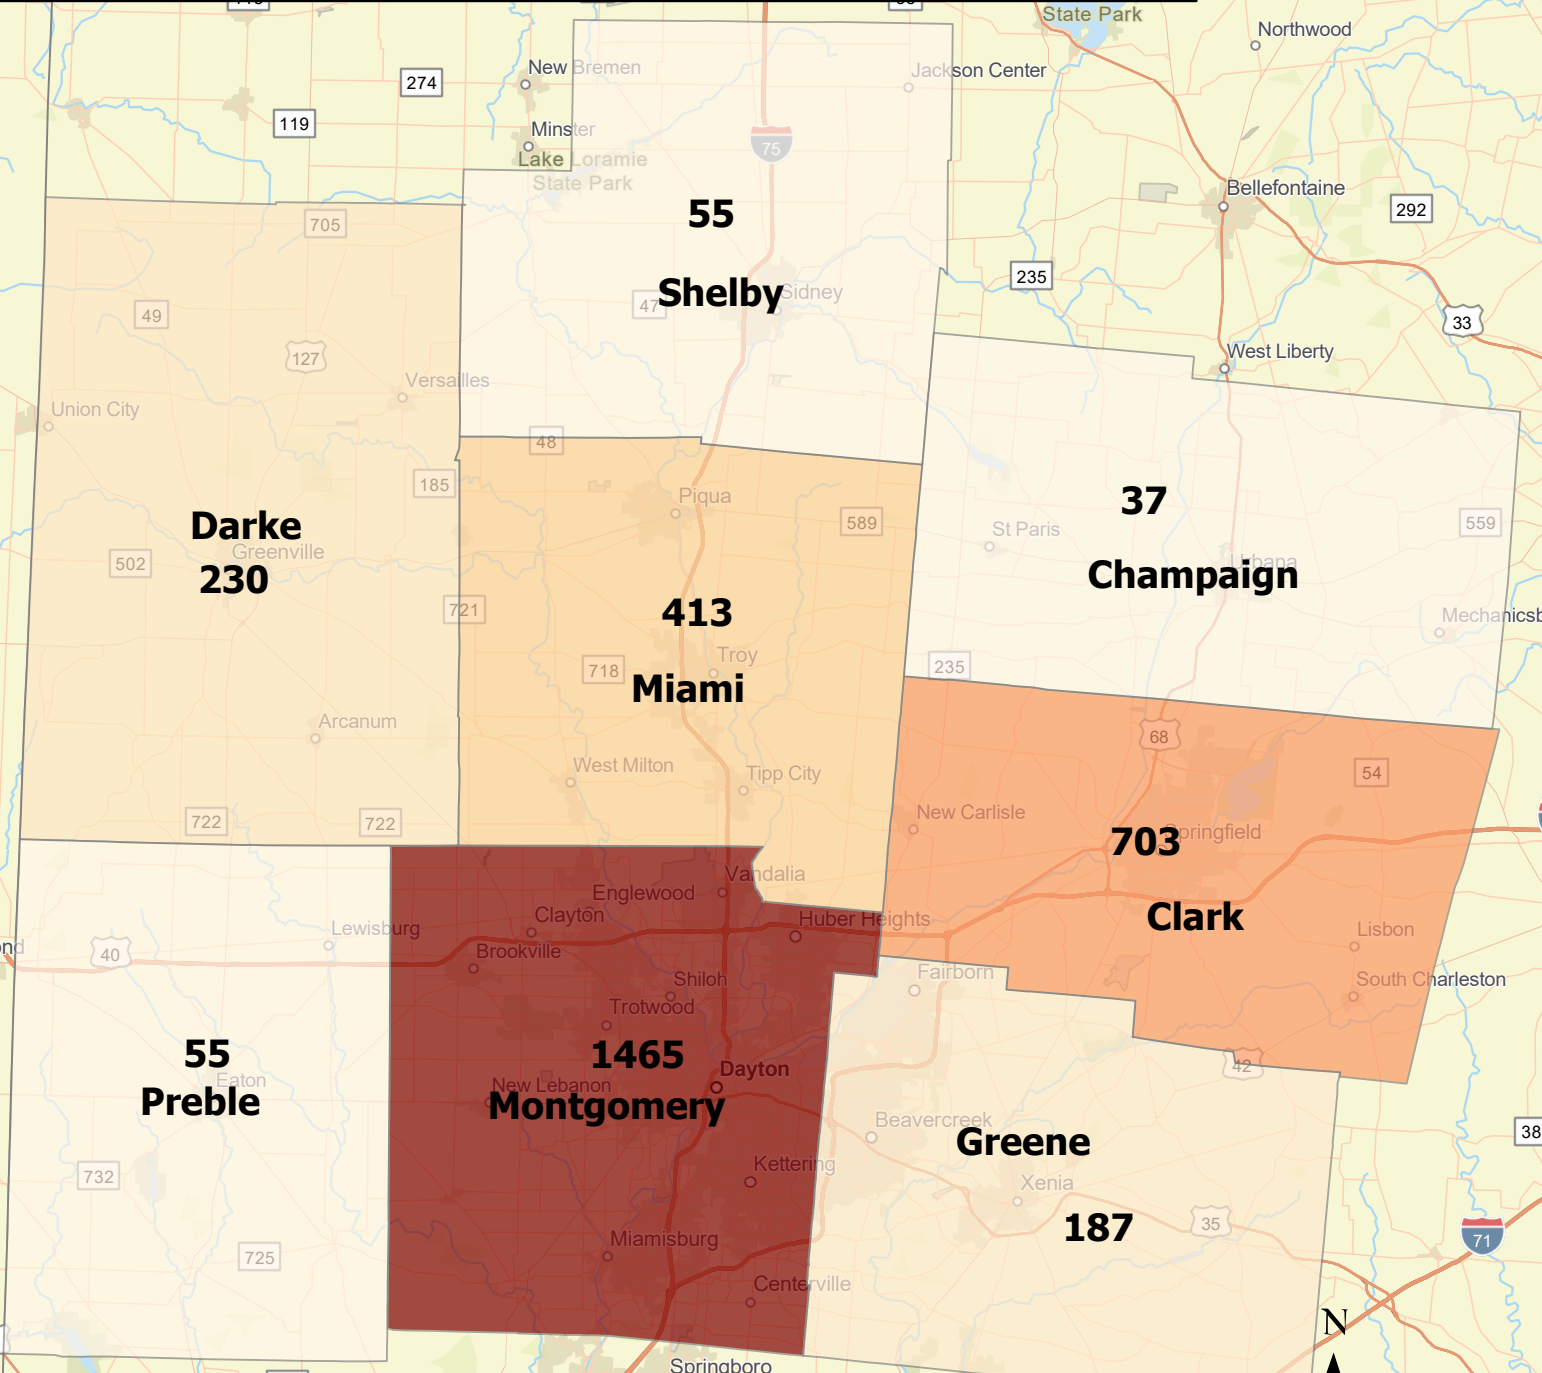 State Park
Northwood
New Bremen
Jackson Center
274
119
Minster
75
Lake Loramie
State Park
Bellefontaine
292
55
705
235
Shelby
Sidney
47
49
33
127
West Liberty
Versailles
Union City
48
185
Piqua
37
589
St Paris
559
Darke
Greenville
502
230
Urbana
Champaign
721
413
Mechanicsb
Troy
718
235
Miami
Arcanum
68
54
West Milton
Tipp City
New Carlisle
722
722
703
Springfield
Vandalia
Englewood
Clayton
Huber Heights
Clark
Lewisburg
Lisbon
40
Brookville
Shiloh
Fairborn
South Charleston
Trotwood
55
1465
Dayton
42
Eaton
New Lebanon
Preble
Montgomery
Beavercreek
Greene
38
Kettering
732
Xenia
187
35
Miamisburg
71
725
Centerville
N
Springboro